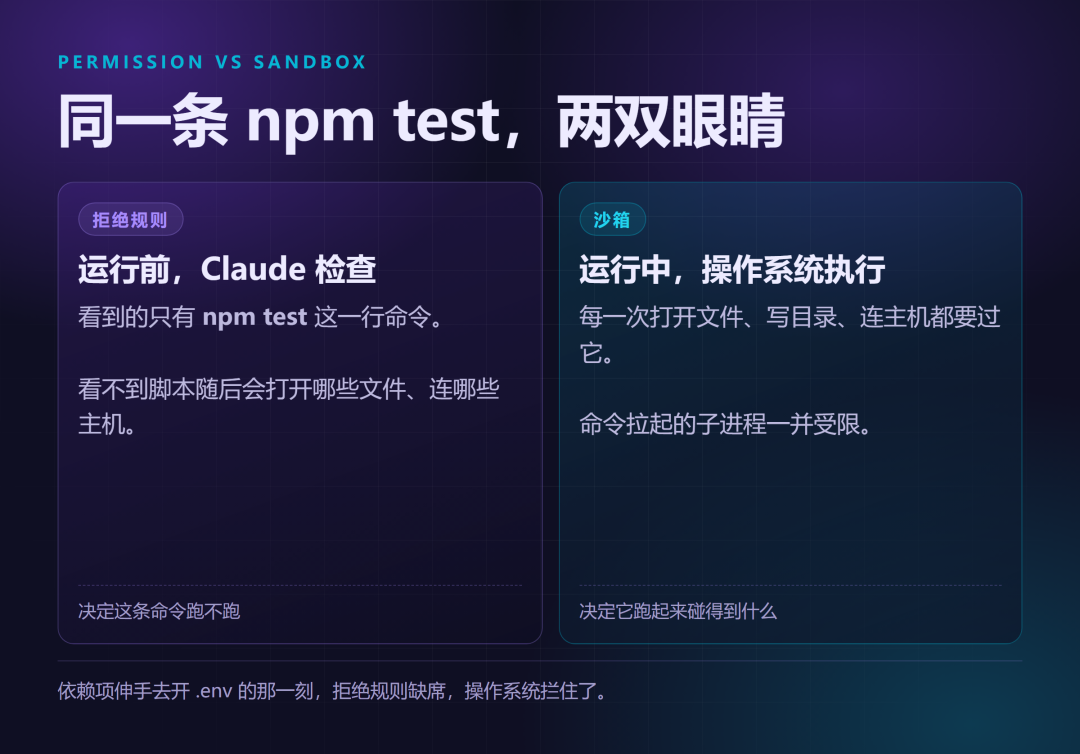 PERMISSION VS SANDBOX
同一条 npm test，两双眼睛
拒绝规则
运行前，Claude 检查
看到的只有 npm test 这一行命令。
看不到脚本随后会打开哪些文件、连哪些
主机。
决定这条命令跑不跑
沙箱
运行中，操作系统执行
每一次打开文件、写目录、连主机都要过
它。
命令拉起的子进程一并受限。
决定它跑起来碰得到什么
依赖项伸手去开 .env 的那一刻，拒绝规则缺席，操作系统拦住了。